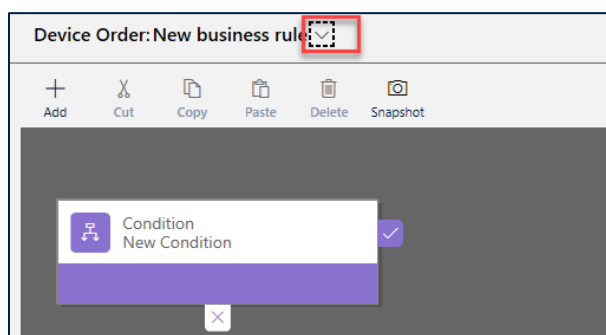 Device Order: New business rule
Add Cut Copy Paste Delete Snapshot
Condition
New Condition